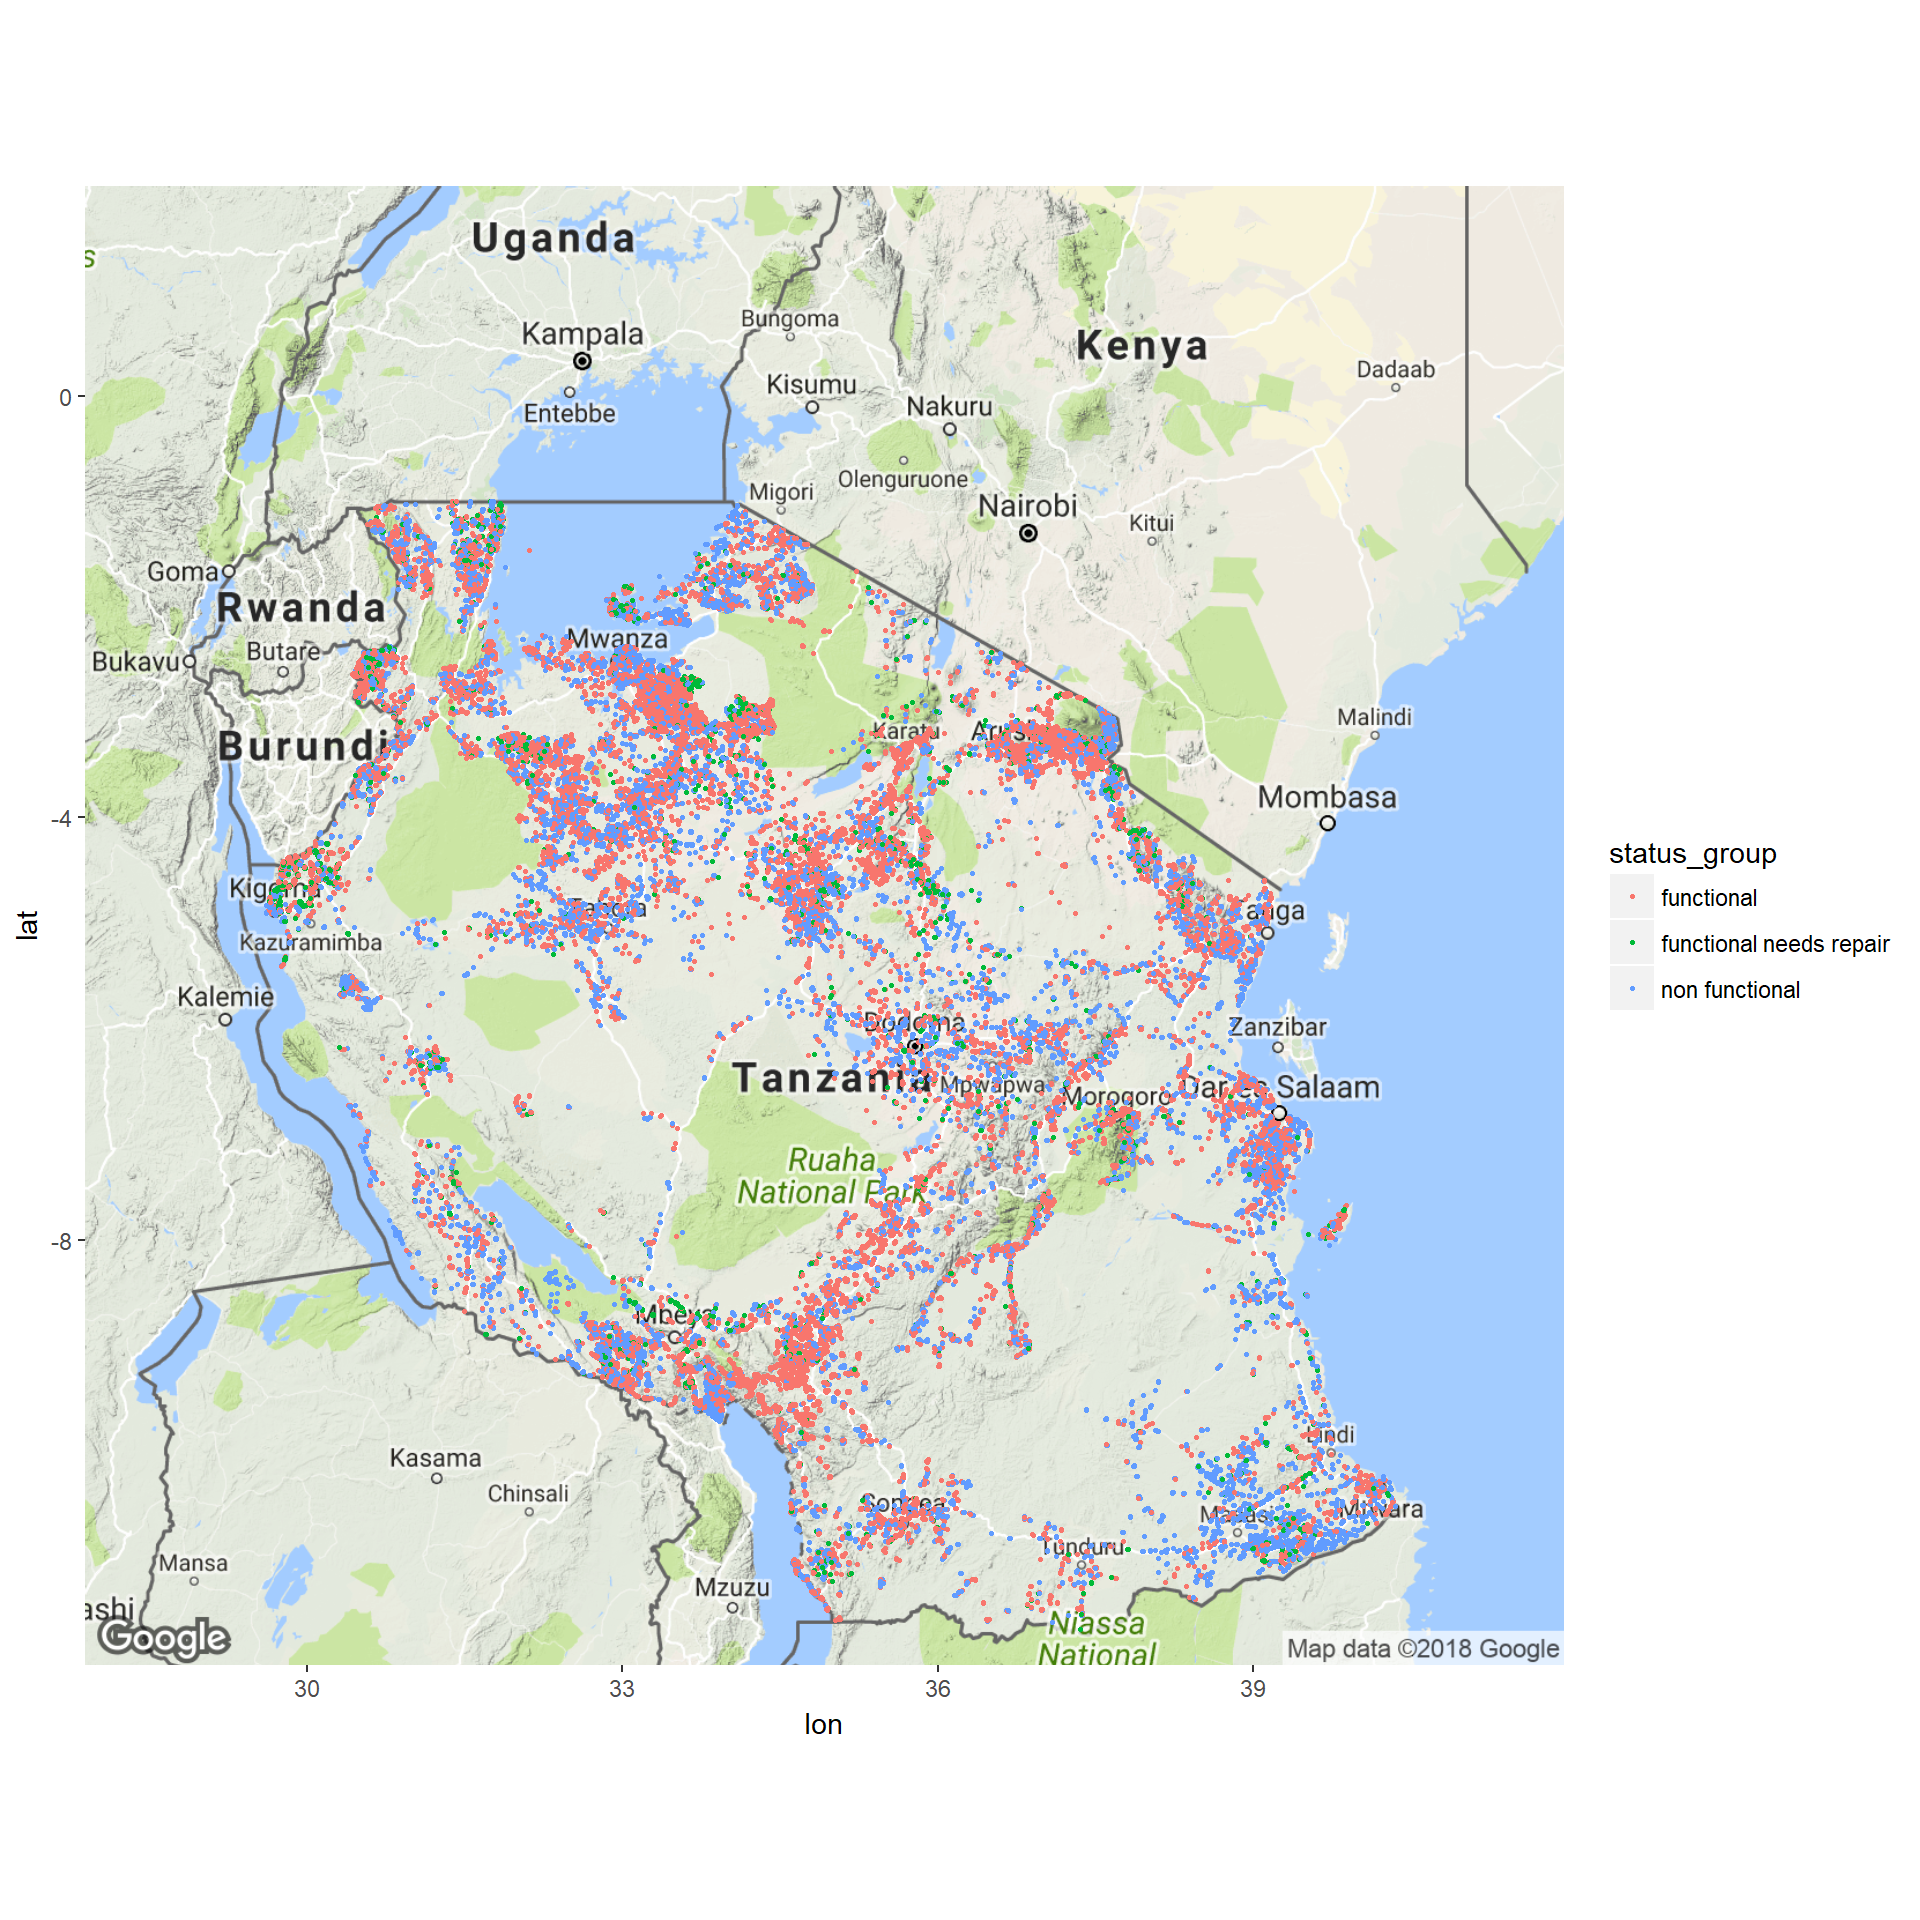 Uganda
s
Kampala
Bungoma
Kenya
Dadaab
Kisumu
Entebbe
Nakuru
Olenguruone
Migori
Nairobi
Kitui
Goma
Rwanda
Mwanza
Butare
Bukavu
Malindi
Burundi
Karatu
Mombasa
Kigoma
Tabora
Tanga
Kazuramimba
Kalemie
Dodoma
Zanzibar
Tanzania
Mpwapwa
Morogoro
Dar es Salaam
Ruaha
National Park
Mbeya
Lindi
Kasama
Chinsali
Songea
Masasi
Mtwara
Tunduru
Mansa
Mzuzu
ashi
Niassa
National
Google
Map data ©2018 Google
0
-4
-8
lat
30
33
36
39
lon
status_group
functional
functional needs repair
non functional